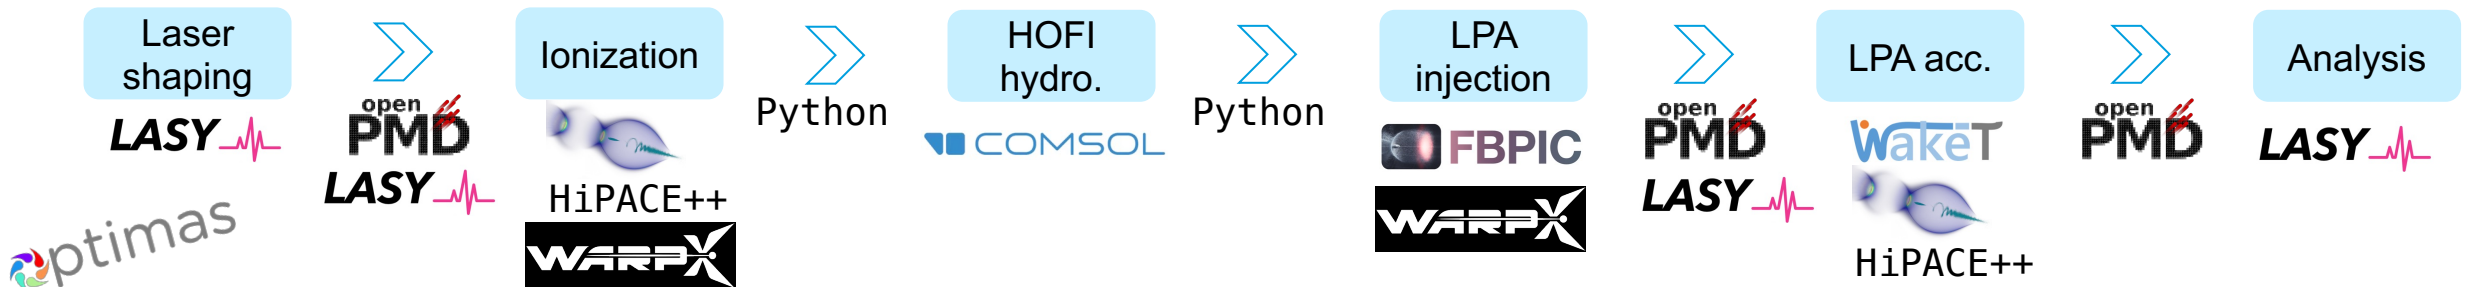 Laser
shaping
LASY
optimas
open
PMD
LASY
Ionization
HiPACE++
WARPX
Python
HOFI
hydro.
COMSOL
Python
LPA
injection
FBPIC
WARPX
open
PMD
LASY
LPA acc.
WakeT
HiPACE++
open
PMD
Analysis
LASY